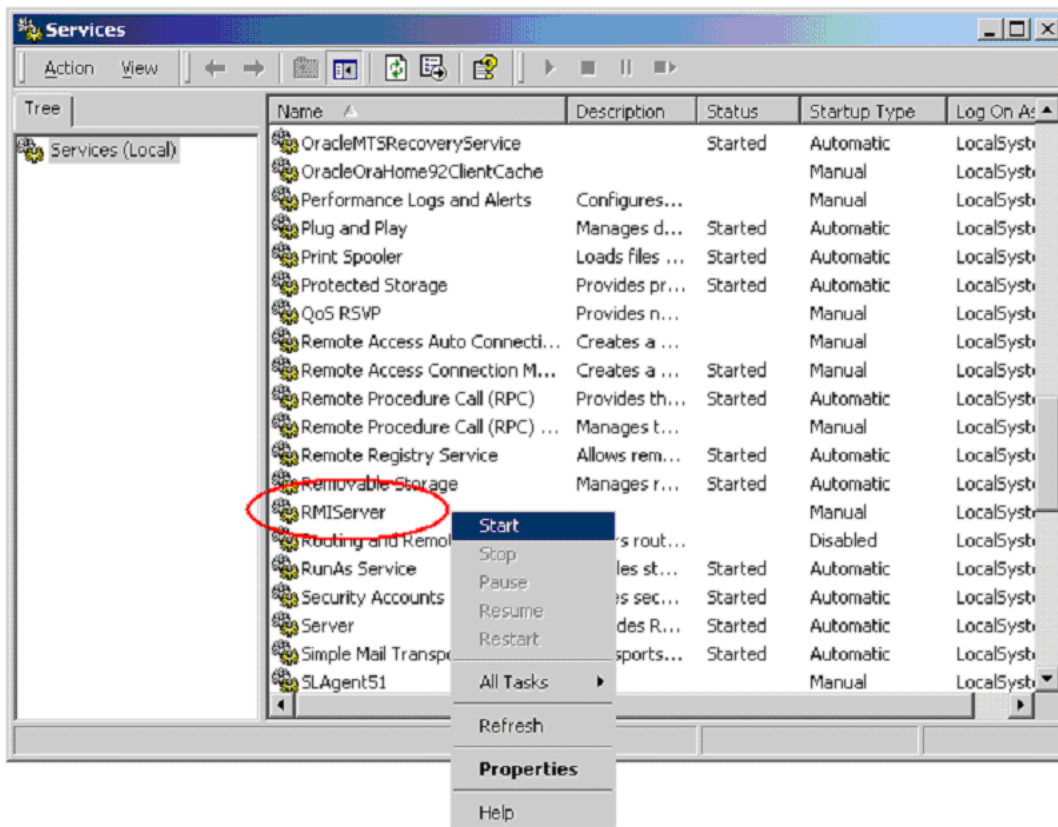 Services
Action View
Tree
Name Description Status Startup Type Log On As
Services (Local)
OracleMTSRecoveryService Started Automatic LocalSyste
OracleOraHome92ClientCache Manual LocalSyste
Performance Logs and Alerts Configures... Manual LocalSyste
Plug and Play Manages d... Started Automatic LocalSyste
Print Spooler Loads files ... Started Automatic LocalSyste
Protected Storage Provides pr... Started Automatic LocalSyste
QoS RSVP Provides n... Manual LocalSyste
Remote Access Auto Connecti... Creates a ... Manual LocalSyste
Remote Access Connection M... Creates a ... Started Manual LocalSyste
Remote Procedure Call (RPC) Provides th... Started Automatic LocalSyste
Remote Procedure Call (RPC) ... Manages t... Manual LocalSyste
Remote Registry Service Allows rem... Started Automatic LocalSyste
Removable Storage Manages r... Started Automatic LocalSyste
RMIServer Manual LocalSyste
Routing and Remot rs rout... Disabled LocalSyste
RunAs Service les st... Started Automatic LocalSyste
Security Accounts es sec... Started Automatic LocalSyste
Server des R... Started Automatic LocalSyste
Simple Mail Transpo sports... Started Automatic LocalSyste
SLAgent51 Manual LocalSyste
Start
Stop
Pause
Resume
Restart
All Tasks
Refresh
Properties
Help